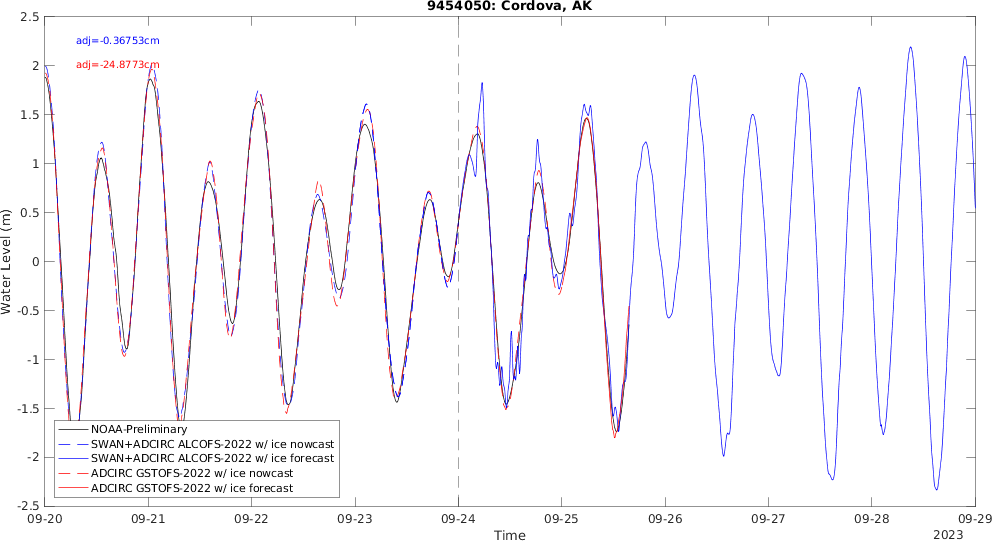 9454050: Cordova, AK
adj=-0.36753cm
adj=-24.8773cm
2.5
2
1.5
1
0.5
0
-0.5
-1
-1.5
-2
-2.5
Water Level (m)
NOAA-Preliminary
SWAN+ADCIRC ALCOFS-2022 w/ ice nowcast
SWAN+ADCIRC ALCOFS-2022 w/ ice forecast
ADCIRC GSTOFS-2022 w/ ice nowcast
ADCIRC GSTOFS-2022 w/ ice forecast
09-20 09-21 09-22 09-23 09-24 09-25 09-26 09-27 09-28 09-29
Time
2023